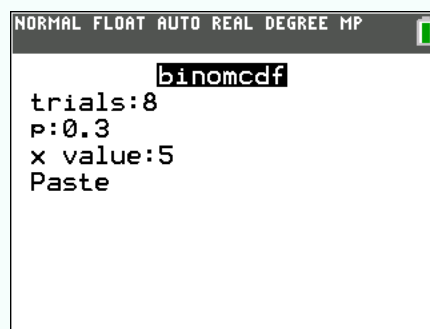 NORMAL FLOAT AUTO REAL DEGREE MP
binomcdf
trials:8
p:0.3
x value:5
Paste